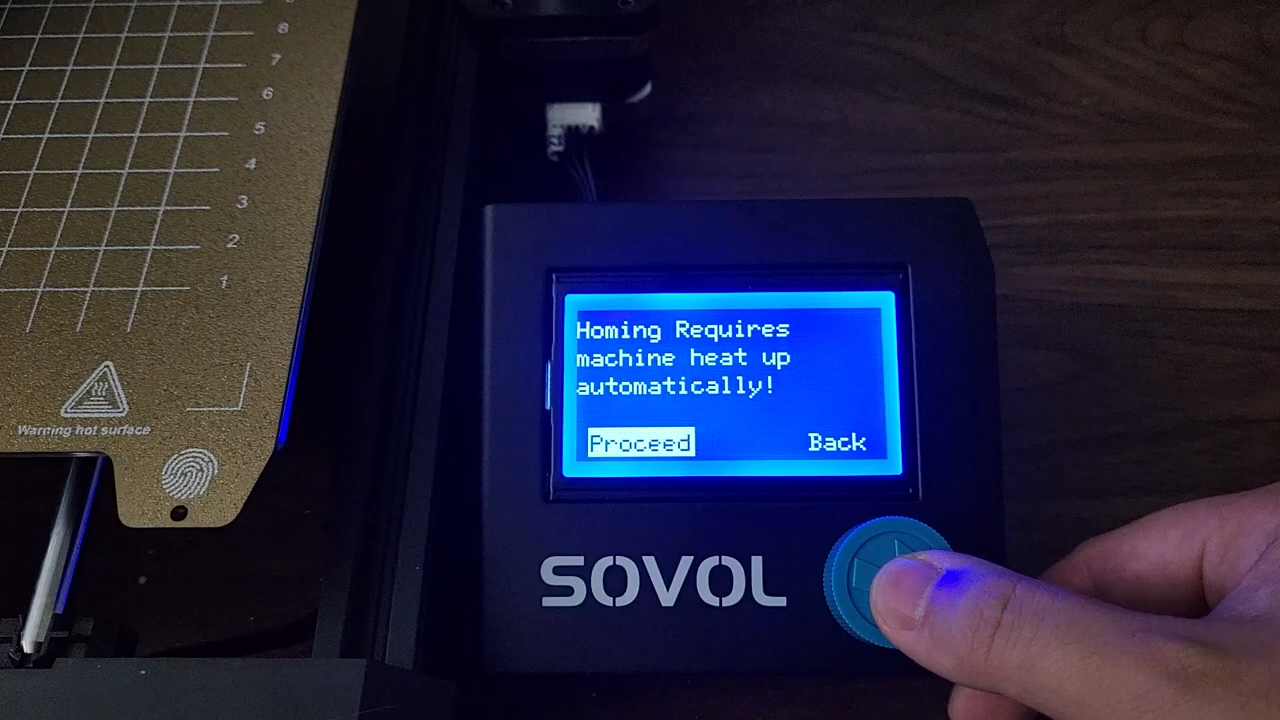 8
7
6
5
4
3
2
1
Warning hot surface
Homing Requires
machine heat up
automatically!
Proceed Back
SOVOL